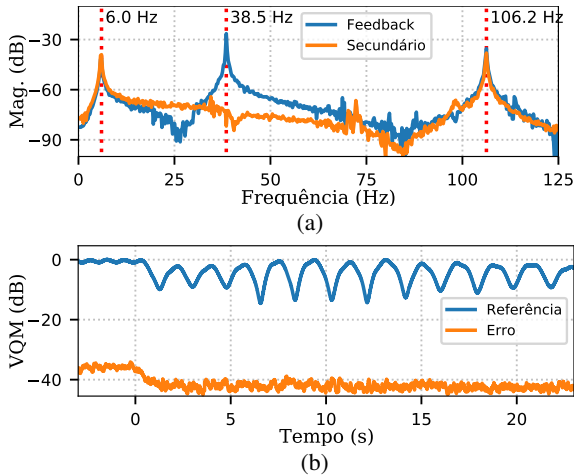 6.0 Hz
38.5 Hz
106.2 Hz
Feedback
Secundário
Mag. (dB)
−30
−60
−90
0
25
50
75
100
125
Frequência (Hz)
(a)
VQM (dB)
0
−20
−40
Referência
Erro
0
5
10
15
20
Tempo (s)
(b)